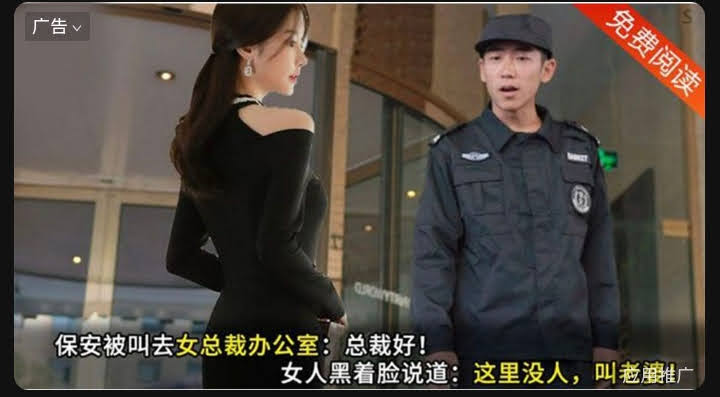 广告
免费阅读
保安被叫去女总裁办公室：总裁好！
女人黑着脸说道：这里没人，叫老婆！
应用推广